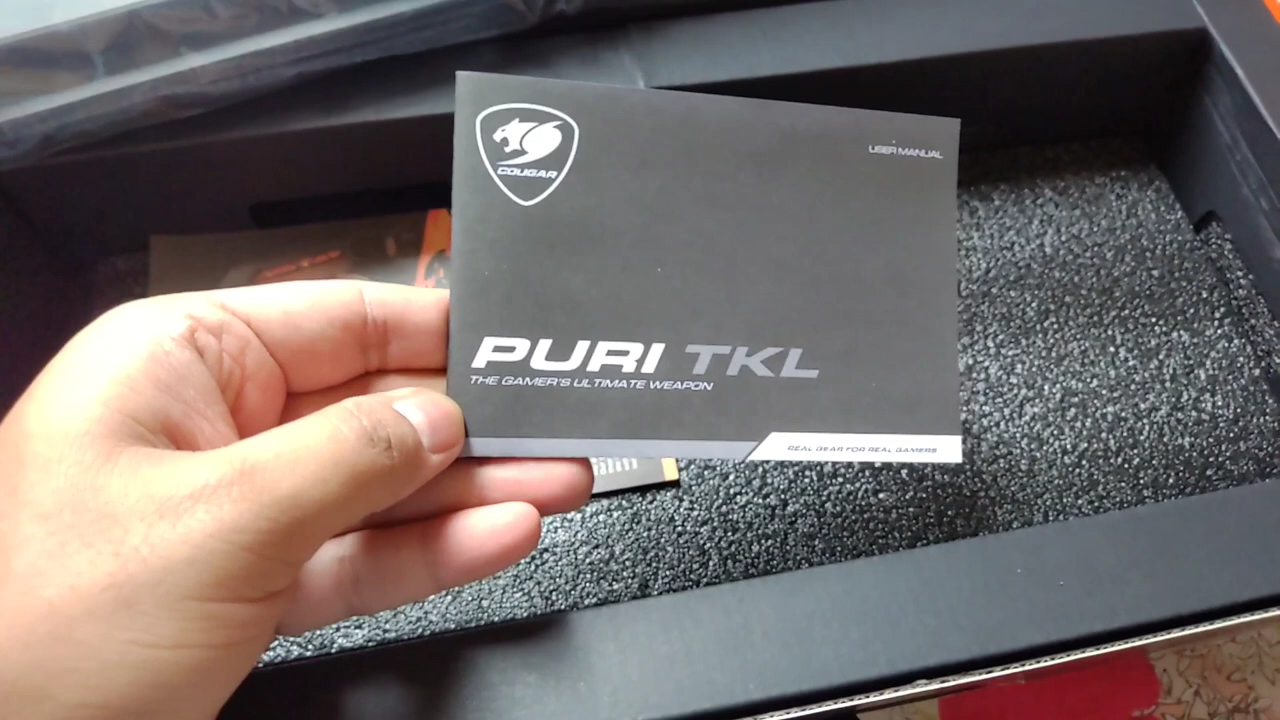 COUGAR
USER MANUAL
PURI TKL
THE GAMER'S ULTIMATE WEAPON
REAL GEAR FOR REAL GAMERS